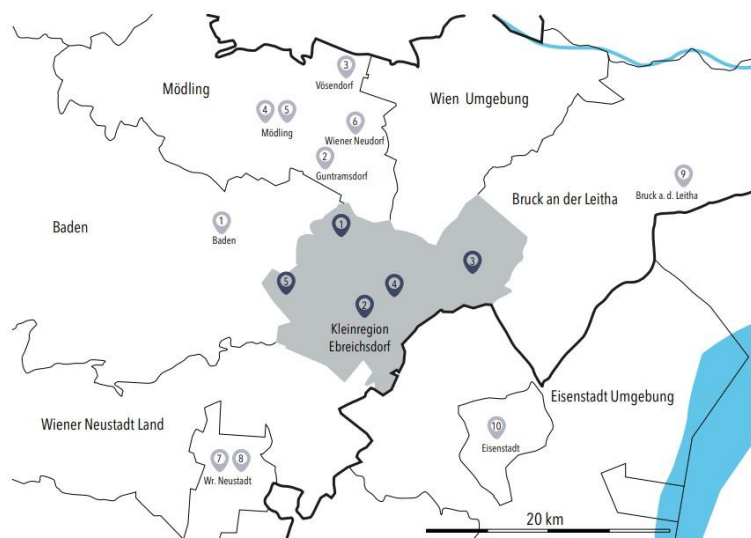 3
Vösendorf
Mödling
Wien Umgebung
4 5
Mödling
6
Wiener Neudorf
2
Guntramsdorf
9
Bruck a. d. Leitha
Bruck an der Leitha
1
Baden
Baden
1
3
5
4
2
Kleinregion
Ebreichsdorf
Eisenstadt Umgebung
Wiener Neustadt Land
10
Eisenstadt
7 8
Wr. Neustadt
20 km